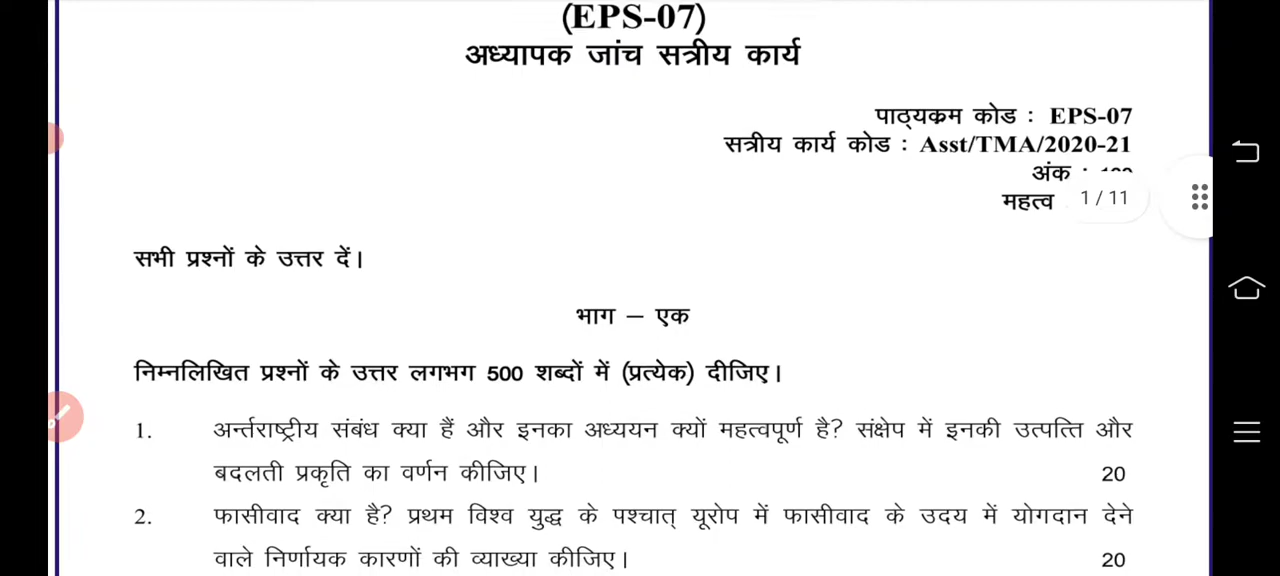 (EPS-07)
अध्यापक जांच सत्रीय कार्य
पाठ्यक्रम कोड : EPS-07
सत्रीय कार्य कोड : Asst/TMA/2020-21
अंक :
महत्व
1 / 11
सभी प्रश्नों के उत्तर दें।
भाग – एक
निम्नलिखित प्रश्नों के उत्तर लगभग 500 शब्दों में (प्रत्येक) दीजिए।
1. अर्न्तराष्ट्रीय संबंध क्या हैं और इनका अध्ययन क्यों महत्वपूर्ण है? संक्षेप में इनकी उत्पत्ति और
बदलती प्रकृति का वर्णन कीजिए। 20
2. फासीवाद क्या है? प्रथम विश्व युद्ध के पश्चात् यूरोप में फासीवाद के उदय में योगदान देने
वाले निर्णायक कारणों की व्याख्या कीजिए। 20